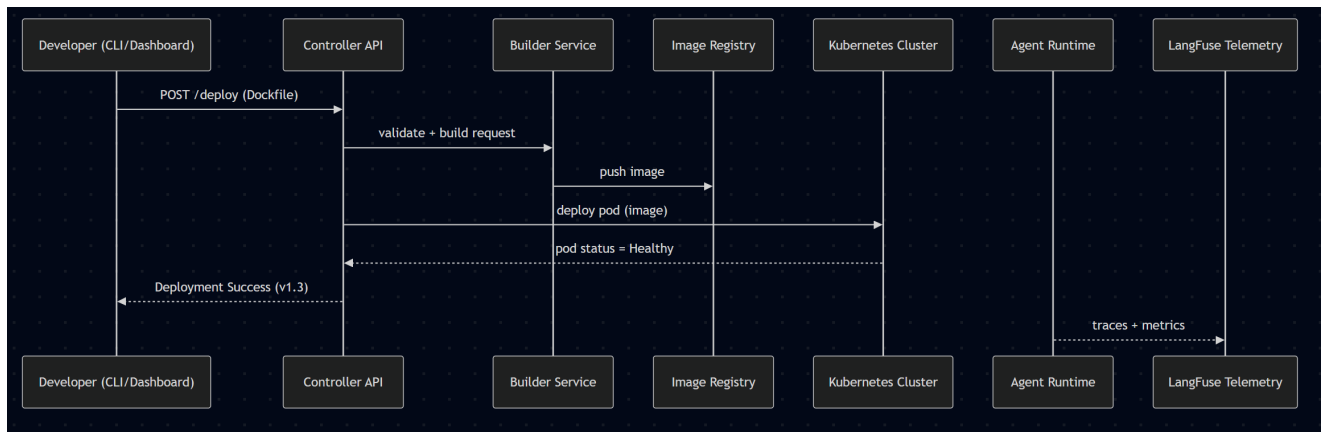 Developer (CLI/Dashboard)
Controller API
Builder Service
Image Registry
Kubernetes Cluster
Agent Runtime
LangFuse Telemetry
POST /deploy (Dockfile)
validate + build request
push image
deploy pod (image)
pod status = Healthy
Deployment Success (v1.3)
traces + metrics
Developer (CLI/Dashboard)
Controller API
Builder Service
Image Registry
Kubernetes Cluster
Agent Runtime
LangFuse Telemetry